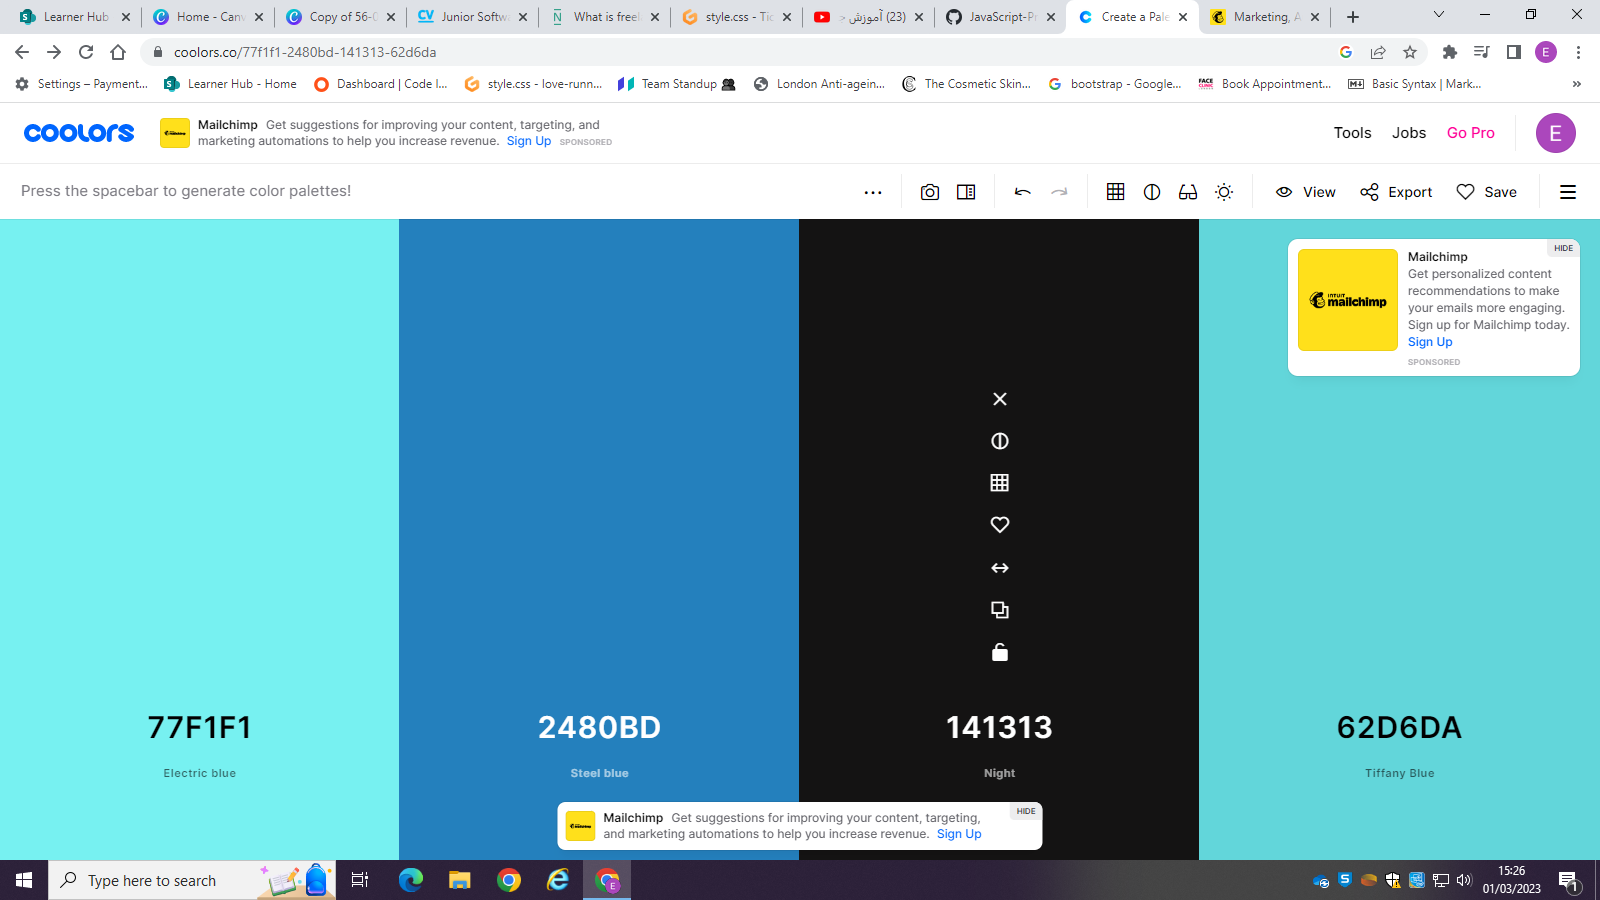 Learner Hub
Home - Canv
Copy of 56-
CV Junior Softw
What is free
style.css - Tic
(23) آموزش
JavaScript-P
Create a Pale
Marketing, A
coolors.co/77f1f1-2480bd-141313-62d6da
E
Settings – Payment...
Learner Hub - Home
Dashboard | Code I...
style.css - love-runn...
Team Standup
London Anti-agein...
The Cosmetic Skin...
bootstrap - Google...
FACE Book Appointment...
Basic Syntax | Mark...
»
coolors
Mailchimp Get suggestions for improving your content, targeting, and
marketing automations to help you increase revenue. Sign Up SPONSORED
Tools
Jobs
Go Pro
E
Press the spacebar to generate color palettes!
View
Export
Save
HIDE
INTUIT
mailchimp
Mailchimp
Get personalized content
recommendations to make
your emails more engaging.
Sign up for Mailchimp today.
Sign Up
SPONSORED
77F1F1
Electric blue
2480BD
Steel blue
141313
Night
62D6DA
Tiffany Blue
Mailchimp Get suggestions for improving your content, targeting,
and marketing automations to help you increase revenue. Sign Up
HIDE
Type here to search
15:26
01/03/2023
1